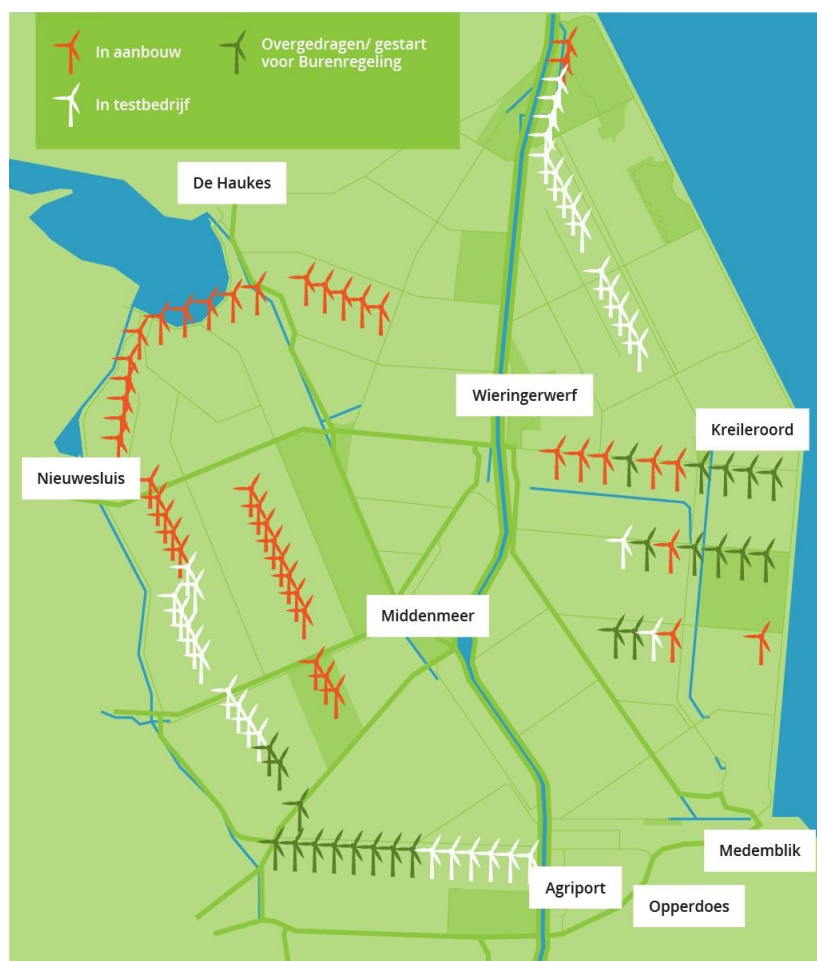 In aanbouw
Overgedragen/ gestart
voor Burenregeling
In testbedrijf
De Haukes
Wieringerwerf
Kreileroord
Nieuwesluis
Middenmeer
Medemblik
Agriport
Opperdoes